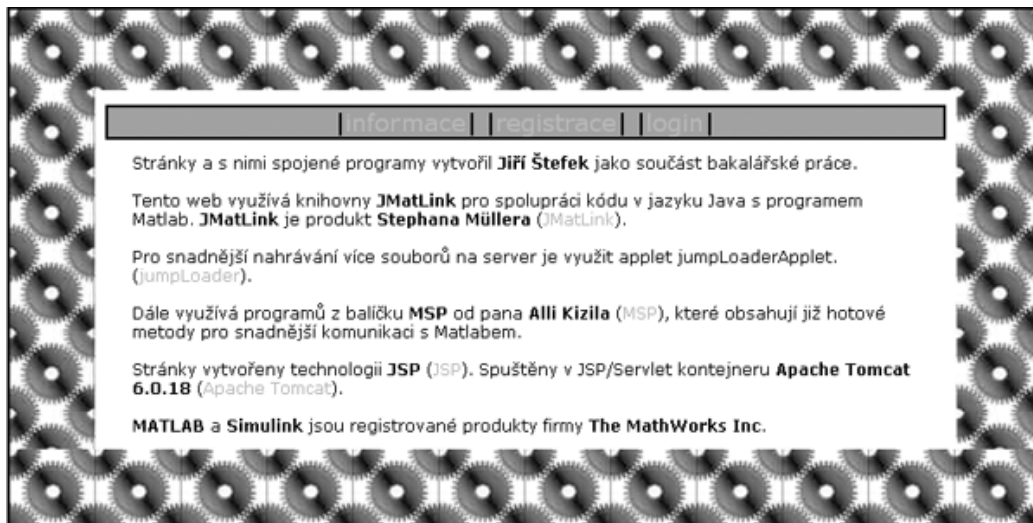 |informace| |registrace| |login|
Stránky a s nimi spojené programy vytvořil Jiří Štefek jako součást bakalářské práce.
Tento web využívá knihovny JMatLink pro spolupráci kódu v jazyku Java s programem
Matlab. JMatLink je produkt Stephana Müllera (JMatLink).
Pro snadnější nahrávání více souborů na server je využit applet jumpLoaderApplet.
(jumpLoader).
Dále využívá programů z balíčku MSP od pana Alli Kizila (MSP), které obsahují již hotové
metody pro snadnější komunikaci s Matlabem.
Stránky vytvořeny technologii JSP (JSP). Spuštěny v JSP/Servlet kontejneru Apache Tomcat
6.0.18 (Apache Tomcat).
MATLAB a Simulink jsou registrované produkty firmy The MathWorks Inc.